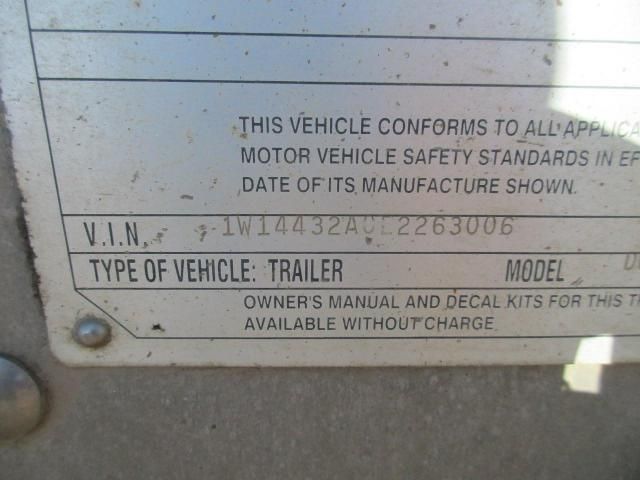 THIS VEHICLE CONFORMS TO ALL APPLICA
MOTOR VEHICLE SAFETY STANDARDS IN EF
DATE OF ITS MANUFACTURE SHOWN.
V.I.N.
TYPE OF VEHICLE: TRAILER MODEL
OWNER'S MANUAL AND DECAL KITS FOR THIS T
AVAILABLE WITHOUT CHARGE